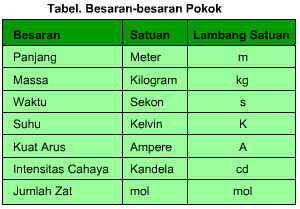 Tabel. Besaran-besaran Pokok
Besaran Satuan Lambang Satuan
Panjang Meter m
Massa Kilogram kg
Waktu Sekon s
Suhu Kelvin K
Kuat Arus Ampere A
Intensitas Cahaya Kandela cd
Jumlah Zat mol mol